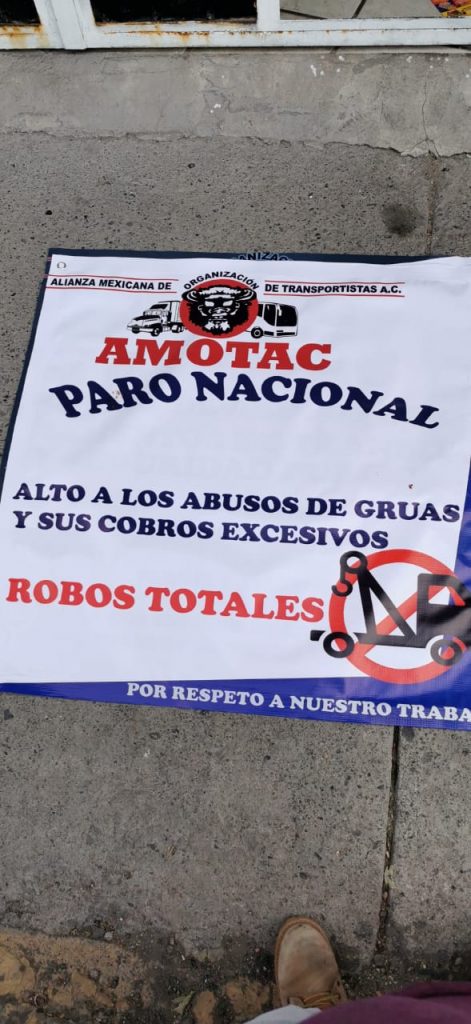 ALIANZA MEXICANA DE ORGANIZACIÓN DE TRANSPORTISTAS A.C.
AMOTAC
PARO NACIONAL
ALTO A LOS ABUSOS DE GRUAS
Y SUS COBROS EXCESIVOS
ROBOS TOTALES
POR RESPETO A NUESTRO TRABA